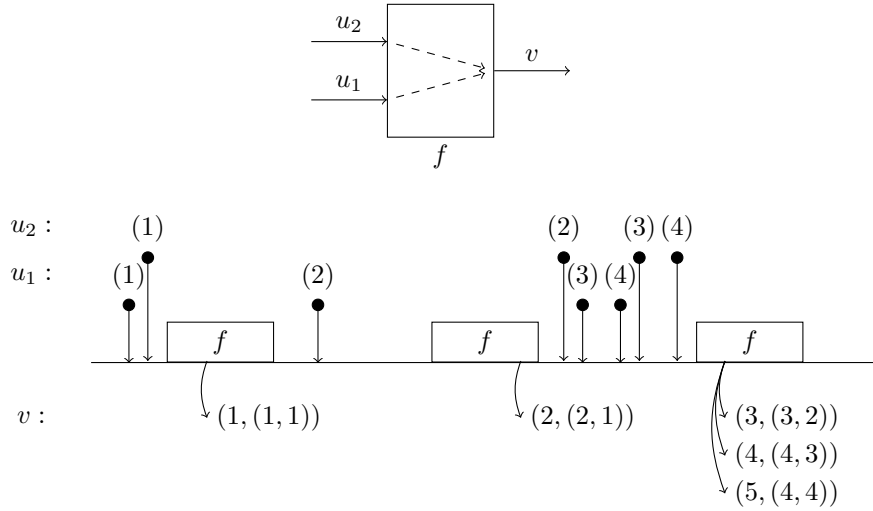 u₂
u₁
v
f
u₂ : (1) (2) (3) (4)
u₁ : (1) (2) (3) (4)
f f f
v : (1, (1, 1)) (2, (2, 1)) (3, (3, 2))
(4, (4, 3))
(5, (4, 4))